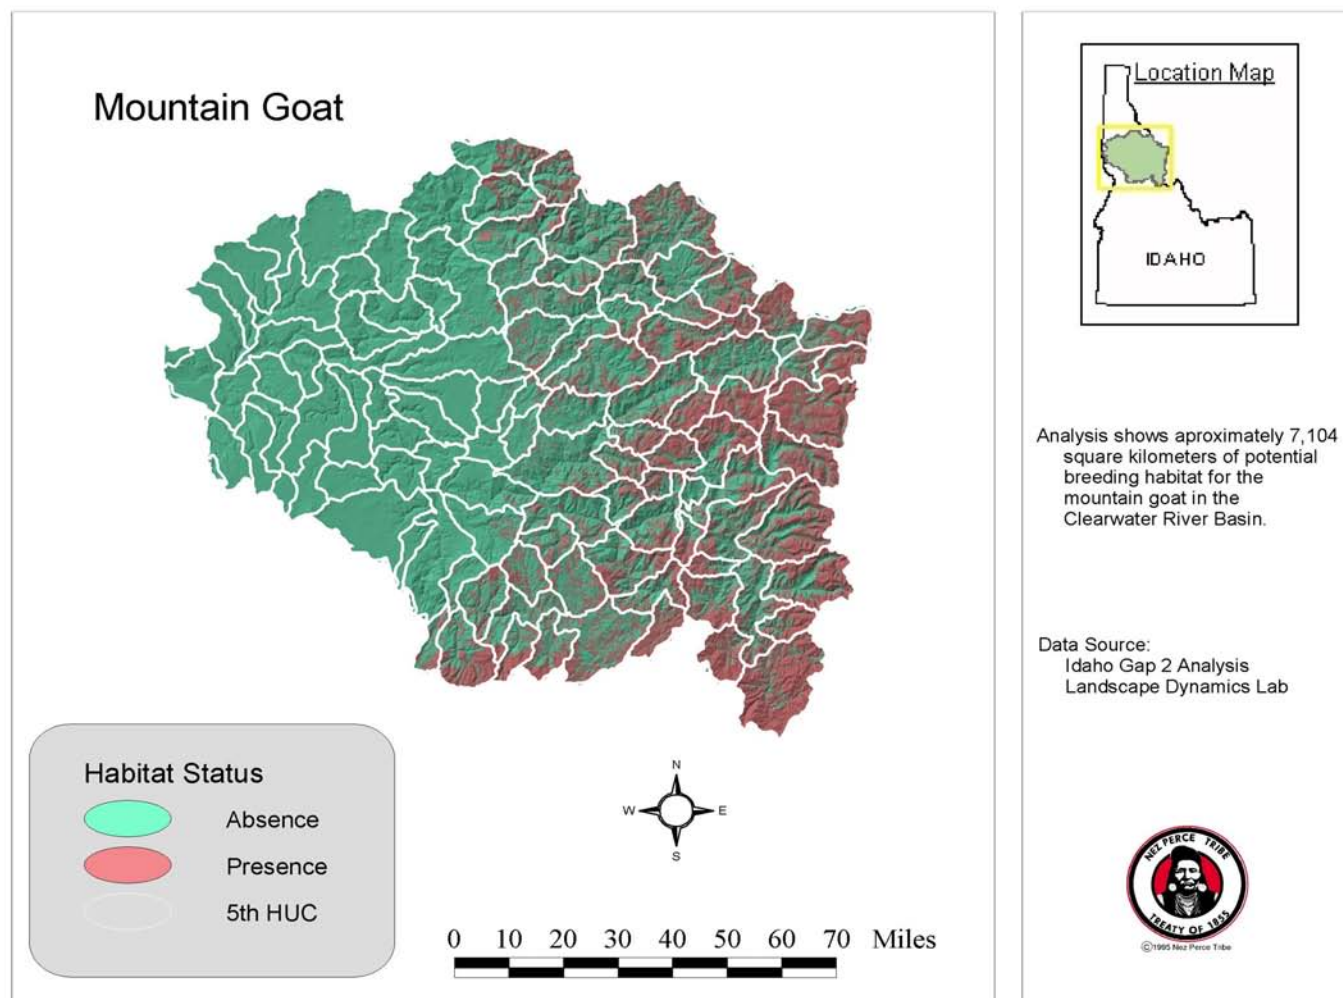 Mountain Goat
Location Map
IDAHO
Analysis shows aproximately 7,104
square kilometers of potential
breeding habitat for the
mountain goat in the
Clearwater River Basin.
Data Source:
Idaho Gap 2 Analysis
Landscape Dynamics Lab
Habitat Status
Absence
Presence
5th HUC
N
W E
S
0 10 20 30 40 50 60 70 Miles
NEZ PERCE TRIBE
TREATY OF 1855
©1995 Nez Perce Tribe